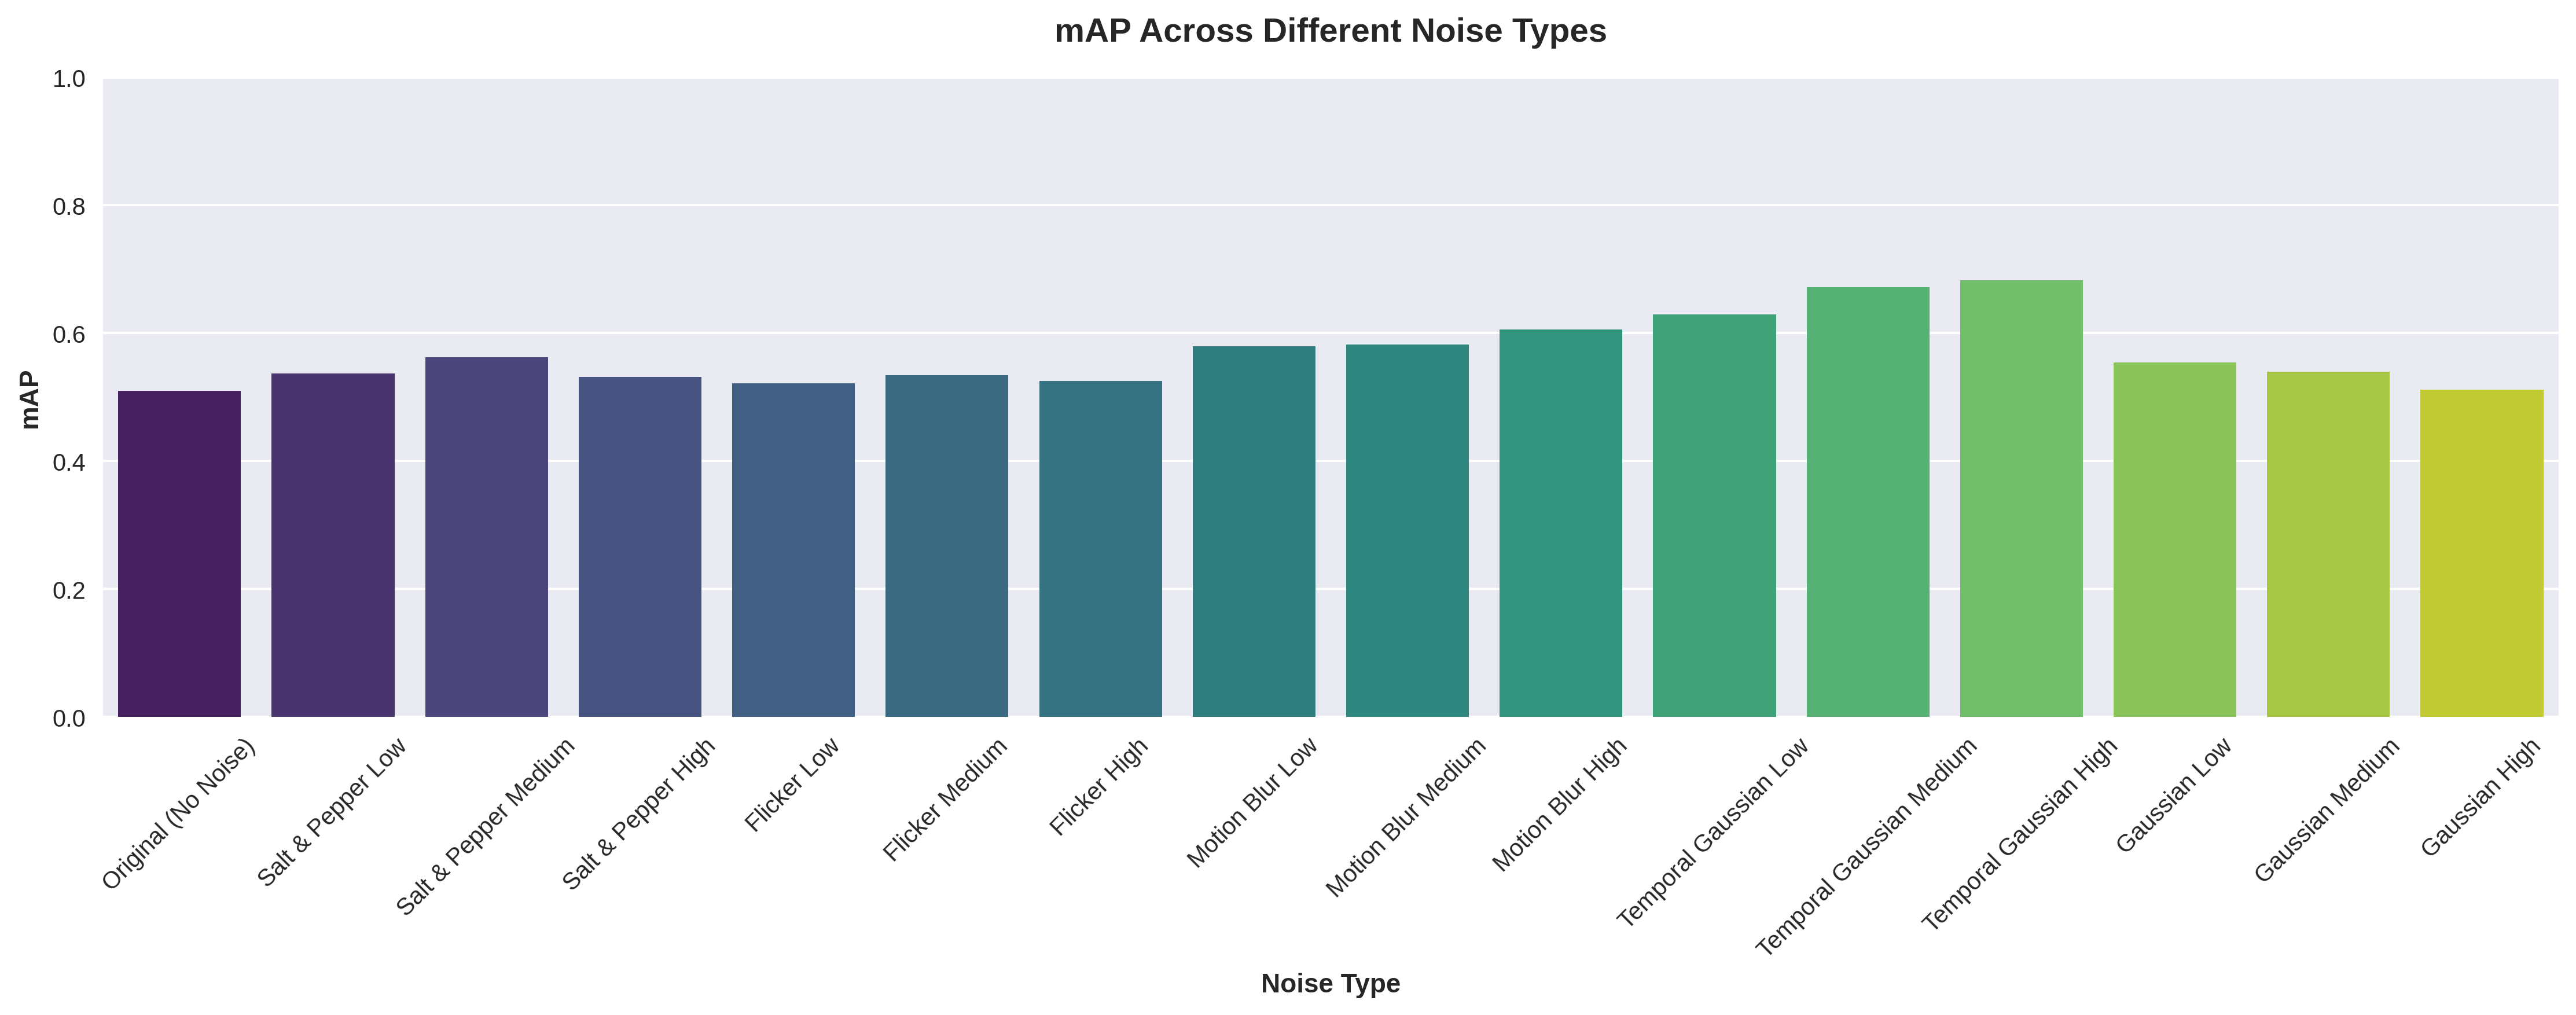 mAP Across Different Noise Types
1.0
0.8
0.6
0.4
0.2
0.0
mAP
Original (No Noise)
Salt & Pepper Low
Salt & Pepper Medium
Salt & Pepper High
Flicker Low
Flicker Medium
Flicker High
Motion Blur Low
Motion Blur Medium
Motion Blur High
Temporal Gaussian Low
Temporal Gaussian Medium
Temporal Gaussian High
Gaussian Low
Gaussian Medium
Gaussian High
Noise Type